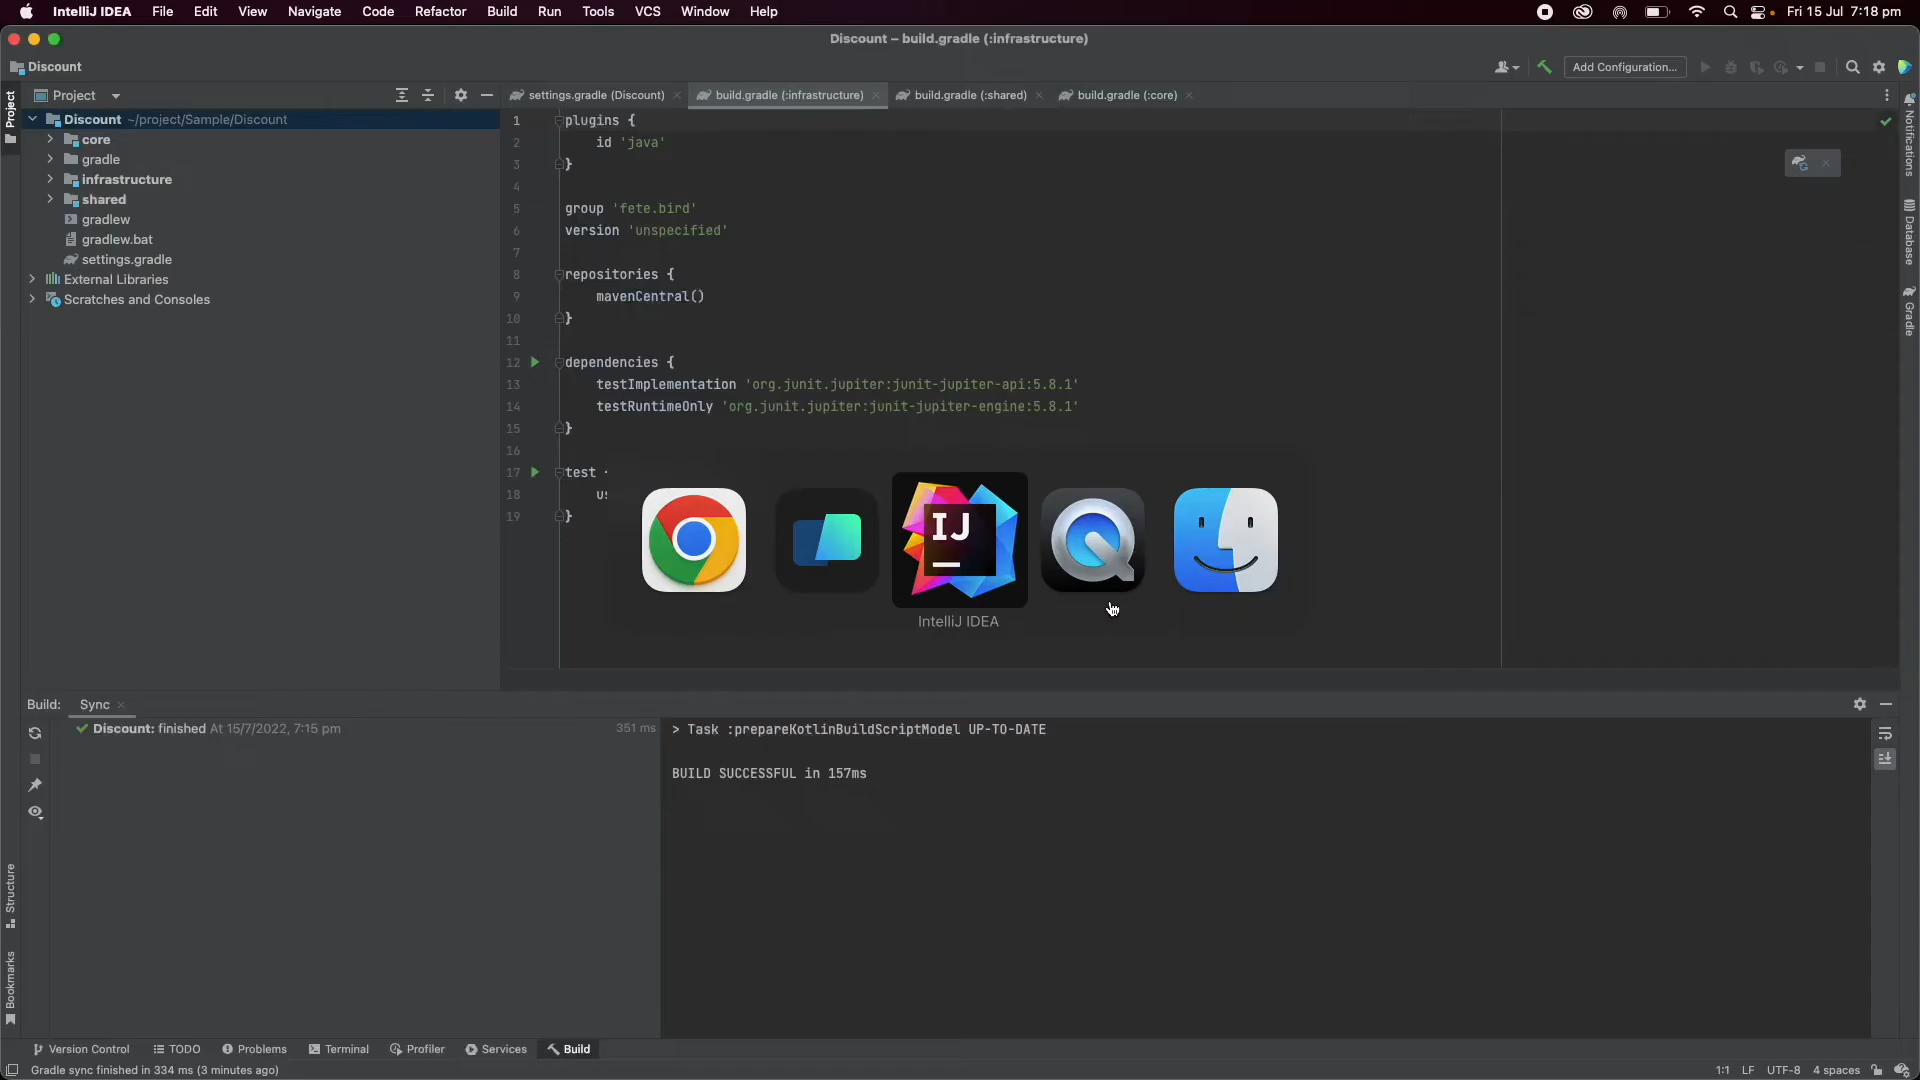 IntelliJ IDEA File Edit View Navigate Code Refactor Build Run Tools VCS Window Help Fri 15 Jul 7:18 pm
Discount – build.gradle (:infrastructure)
Discount
Add Configuration...
Project
settings.gradle (Discount)
build.gradle (:infrastructure)
build.gradle (:shared)
build.gradle (:core)
Project
Discount ~/project/Sample/Discount
core
gradle
infrastructure
shared
gradlew
gradlew.bat
settings.gradle
External Libraries
Scratches and Consoles
1 plugins {
2 id 'java'
3 }
4
5 group 'fete.bird'
6 version 'unspecified'
7
8 repositories {
9 mavenCentral()
10 }
11
12 dependencies {
13 testImplementation 'org.junit.jupiter:junit-jupiter-api:5.8.1'
14 testRuntimeOnly 'org.junit.jupiter:junit-jupiter-engine:5.8.1'
15 }
16
17 test
18
19 }
IJ
IntelliJ IDEA
Notifications
Database
Gradle
Build: Sync
Discount: finished At 15/7/2022, 7:15 pm 351 ms
> Task :prepareKotlinBuildScriptModel UP-TO-DATE
BUILD SUCCESSFUL in 157ms
Structure
Bookmarks
Version Control TODO Problems Terminal Profiler Services Build
Gradle sync finished in 334 ms (3 minutes ago) 1:1 LF UTF-8 4 spaces